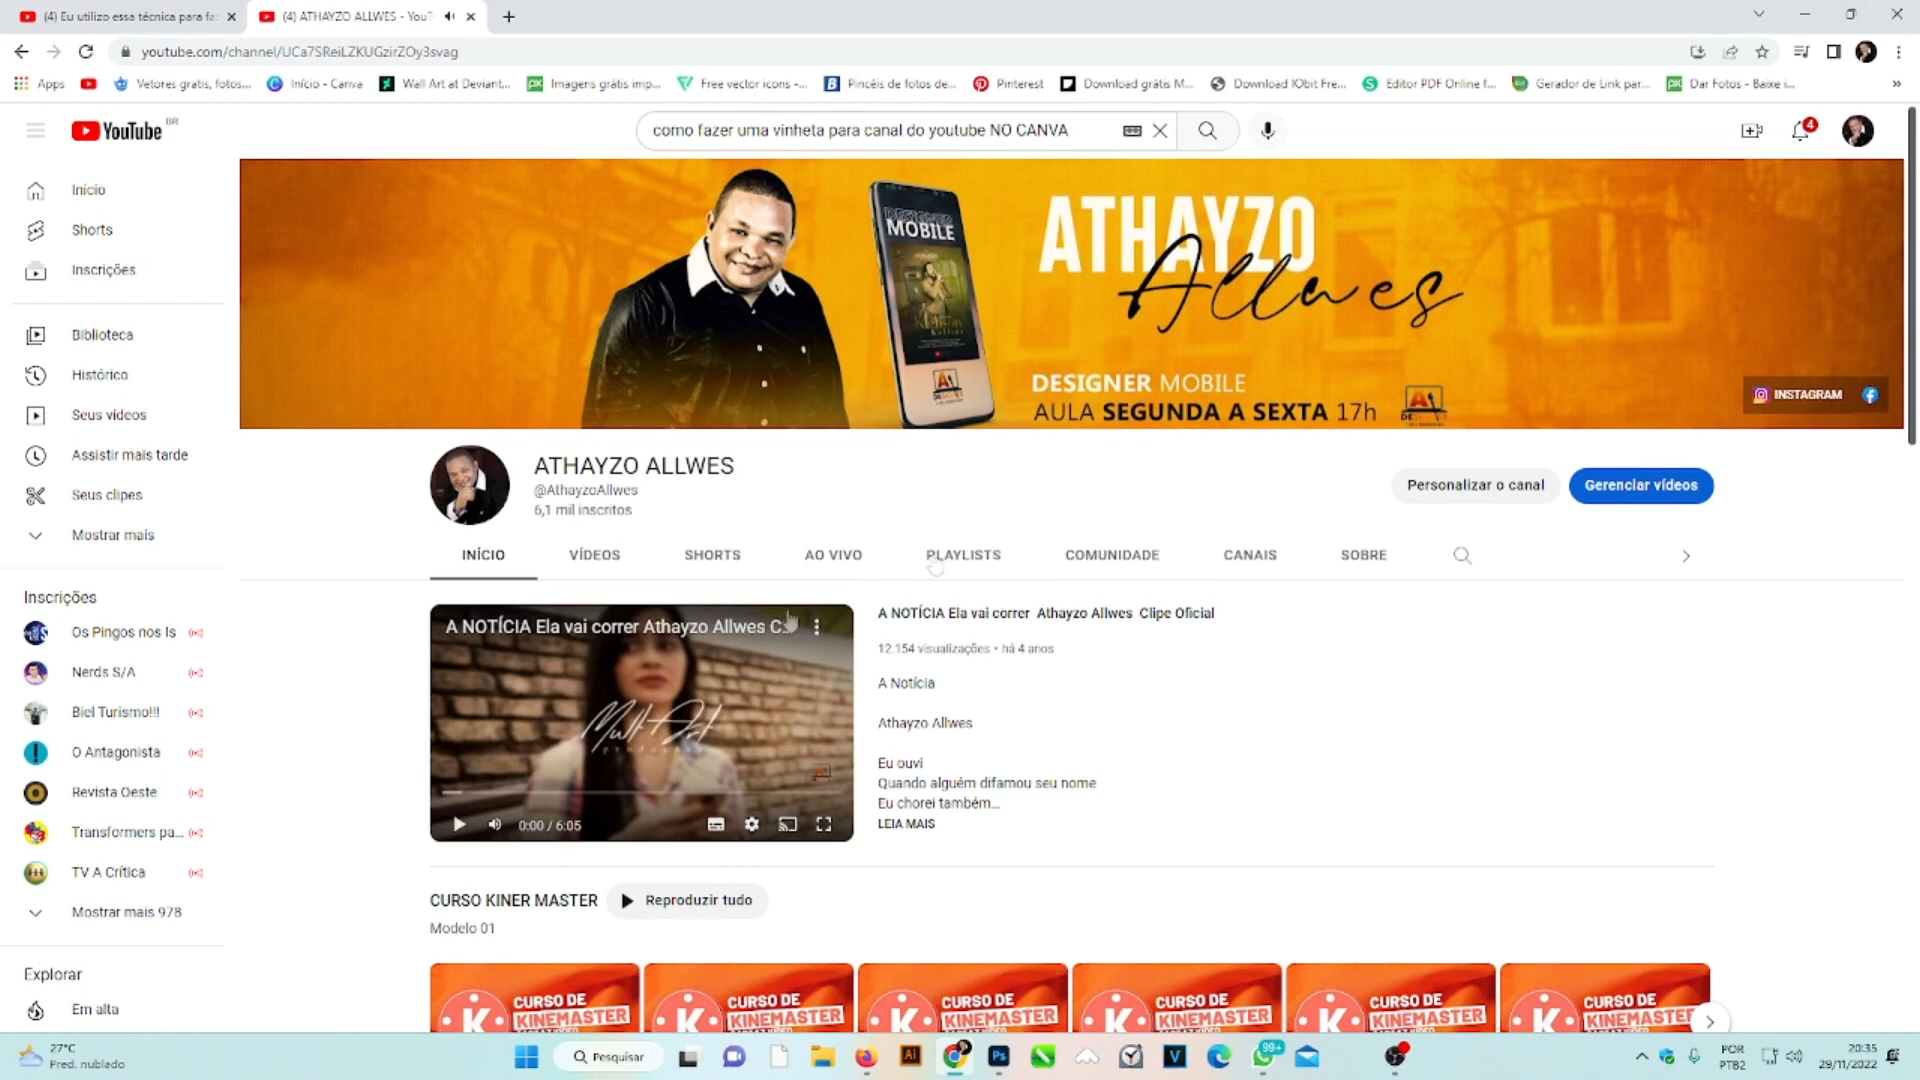 (4) Eu utilizo essa técnica para fa
(4) ATHAYZO ALLWES - YouT
youtube.com/channel/UCa7SReiLZKUGzirZOy3svag
Apps
Vetores gratis, fotos...
Início - Canva
Wall Art at Deviant...
Imagens grátis imp...
Free vector icons -...
Pincéis de fotos de...
Pinterest
Download grátis M...
Download IObit Fre...
Editor PDF Online f...
Gerador de Link par...
Dar Fotos - Baixe i...
YouTube BR
como fazer uma vinheta para canal do youtube NO CANVA
4
Início
Shorts
Inscrições
Biblioteca
Histórico
Seus vídeos
Assistir mais tarde
Seus clipes
Mostrar mais
Inscrições
Os Pingos nos Is
Nerds S/A
Biel Turismo!!!
O Antagonista
Revista Oeste
Transformers pa...
TV A Crítica
Mostrar mais 978
Explorar
Em alta
DESIGNER
MOBILE
ATHAYZO
Allwes
DESIGNER MOBILE
AULA SEGUNDA A SEXTA 17h
INSTAGRAM
ATHAYZO ALLWES
@AthayzoAllwes
6,1 mil inscritos
Personalizar o canal
Gerenciar vídeos
INÍCIO
VÍDEOS
SHORTS
AO VIVO
PLAYLISTS
COMUNIDADE
CANAIS
SOBRE
A NOTÍCIA Ela vai correr Athayzo Allwes C...
Mult Art
0:00 / 6:05
A NOTÍCIA Ela vai correr Athayzo Allwes Clipe Oficial
12.154 visualizações • há 4 anos
A Notícia
Athayzo Allwes
Eu ouvi
Quando alguém difamou seu nome
Eu chorei também...
LEIA MAIS
CURSO KINER MASTER
Reproduzir tudo
Modelo 01
K CURSO DE
KINEMASTER
K CURSO DE
KINEMASTER
K CURSO DE
KINEMASTER
K CURSO DE
KINEMASTER
K CURSO DE
KINEMASTER
K CURSO DE
KINEMASTER
27°C
Pred. nublado
Pesquisar
Ai
Ps
V
99+
POR
PTB2
20:35
29/11/2022